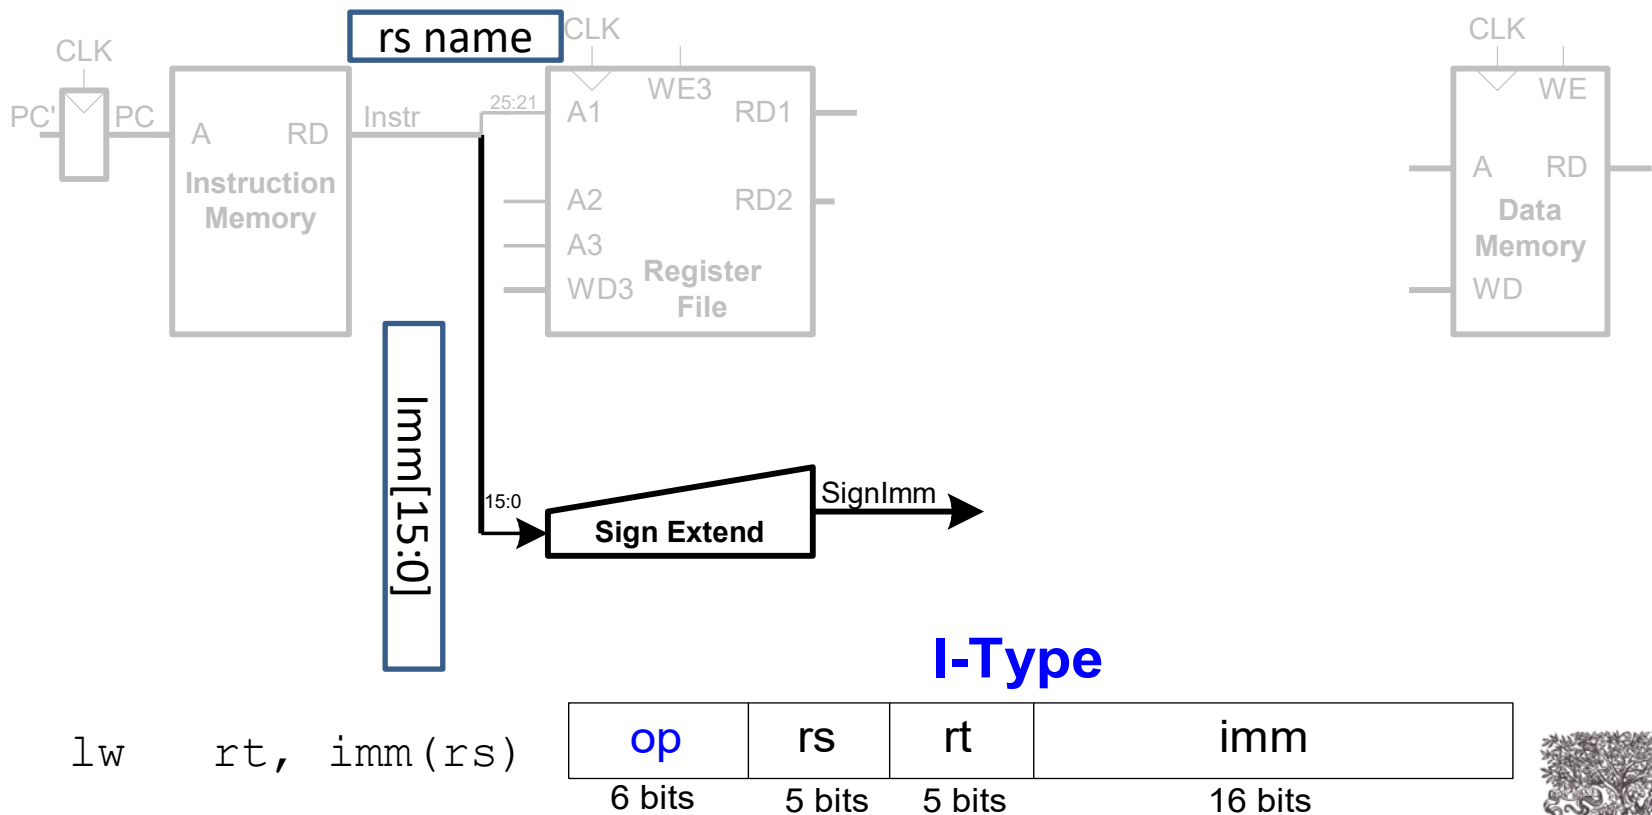 rs name
CLK
CLK
CLK
PC'
PC
A
RD
Instr
Instruction
Memory
25:21
A1
WE3
RD1
A2
RD2
A3
WD3
Register
File
WE
A
RD
Data
Memory
WD
Imm[15:0]
15:0
Sign Extend
SignImm
I-Type
lw rt, imm(rs)
op rs rt imm
6 bits 5 bits 5 bits 16 bits